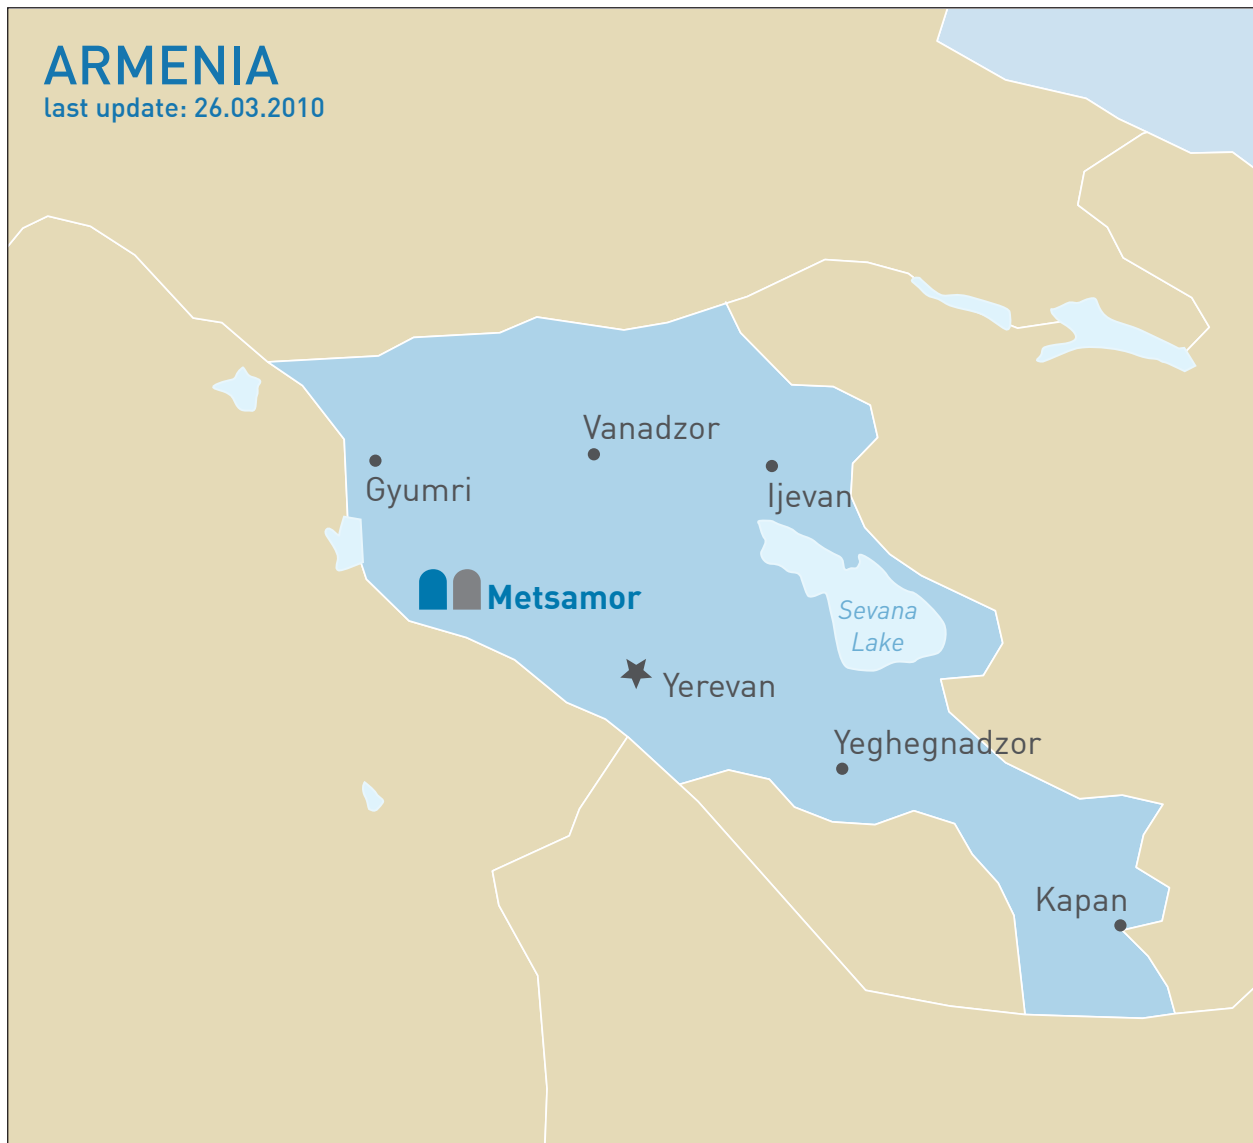 ARMENIA
last update: 26.03.2010
Vanadzor
Gyumri
Ijevan
Metsamor
Sevana
Lake
Yerevan
Yeghegnadzor
Kapan